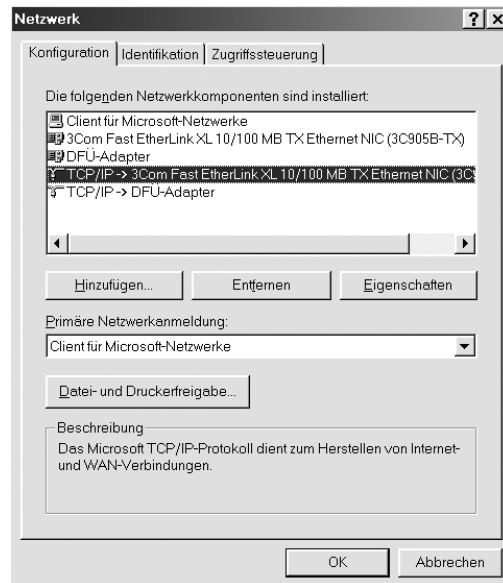 Netzwerk
Konfiguration Identifikation Zugriffssteuerung
Die folgenden Netzwerkkomponenten sind installiert:
Client für Microsoft-Netzwerke
3Com Fast EtherLink XL 10/100 MB TX Ethernet NIC (3C905B-TX)
DFÜ-Adapter
TCP/IP -> 3Com Fast EtherLink XL 10/100 MB TX Ethernet NIC (3C
TCP/IP -> DFÜ-Adapter
Hinzufügen... Entfernen Eigenschaften
Primäre Netzwerkanmeldung:
Client für Microsoft-Netzwerke
Datei- und Druckerfreigabe...
Beschreibung
Das Microsoft TCP/IP-Protokoll dient zum Herstellen von Internet-
und WAN-Verbindungen.
OK Abbrechen